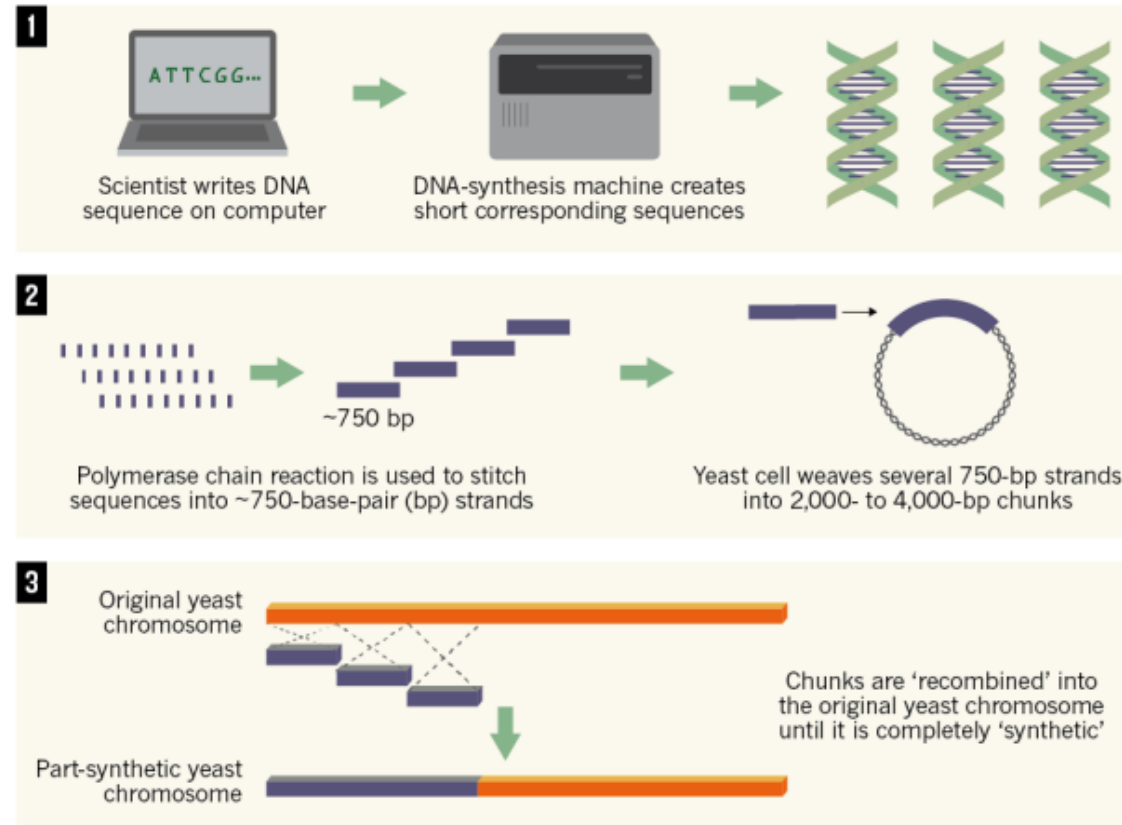 1
ATTCGG...
Scientist writes DNA
sequence on computer
DNA-synthesis machine creates
short corresponding sequences
2
~750 bp
Polymerase chain reaction is used to stitch
sequences into ~750-base-pair (bp) strands
Yeast cell weaves several 750-bp strands
into 2,000- to 4,000-bp chunks
3
Original yeast
chromosome
Chunks are ‘recombined’ into
the original yeast chromosome
until it is completely ‘synthetic’
Part-synthetic yeast
chromosome